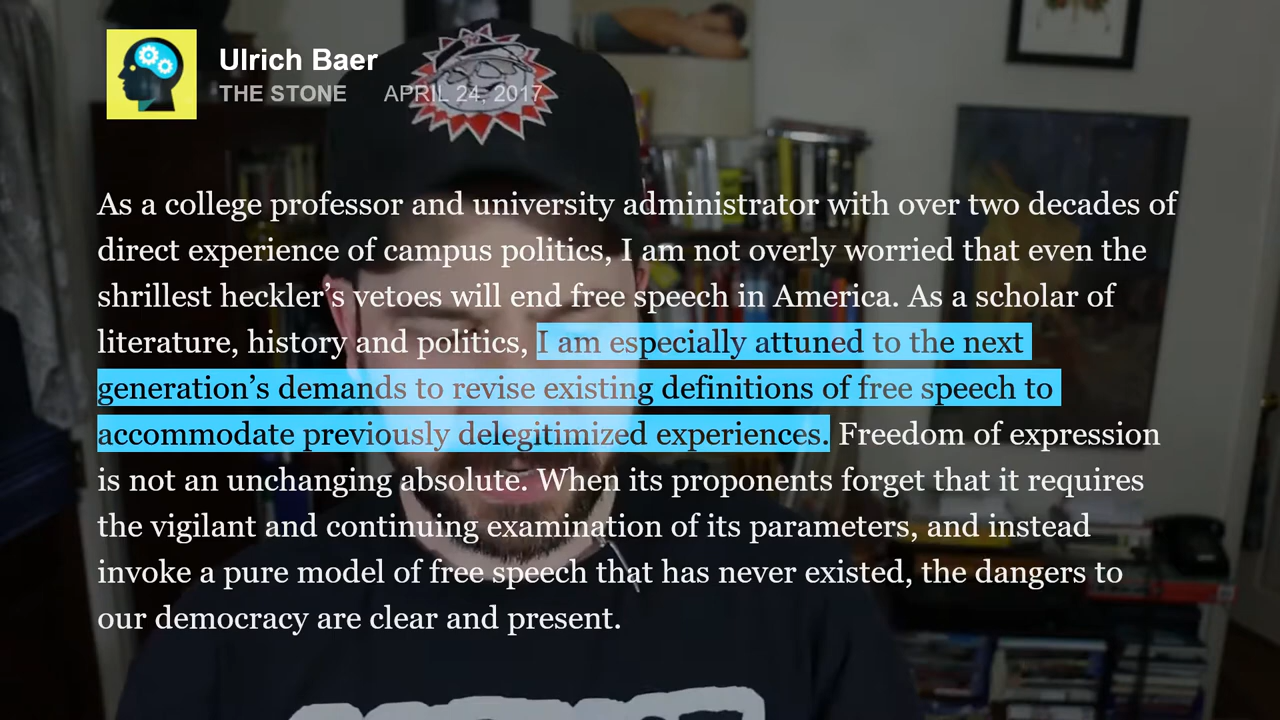 Ulrich Baer
THE STONE APRIL 24, 2017
As a college professor and university administrator with over two decades of
direct experience of campus politics, I am not overly worried that even the
shrillest heckler’s vetoes will end free speech in America. As a scholar of
literature, history and politics, I am especially attuned to the next
generation’s demands to revise existing definitions of free speech to
accommodate previously delegitimized experiences. Freedom of expression
is not an unchanging absolute. When its proponents forget that it requires
the vigilant and continuing examination of its parameters, and instead
invoke a pure model of free speech that has never existed, the dangers to
our democracy are clear and present.